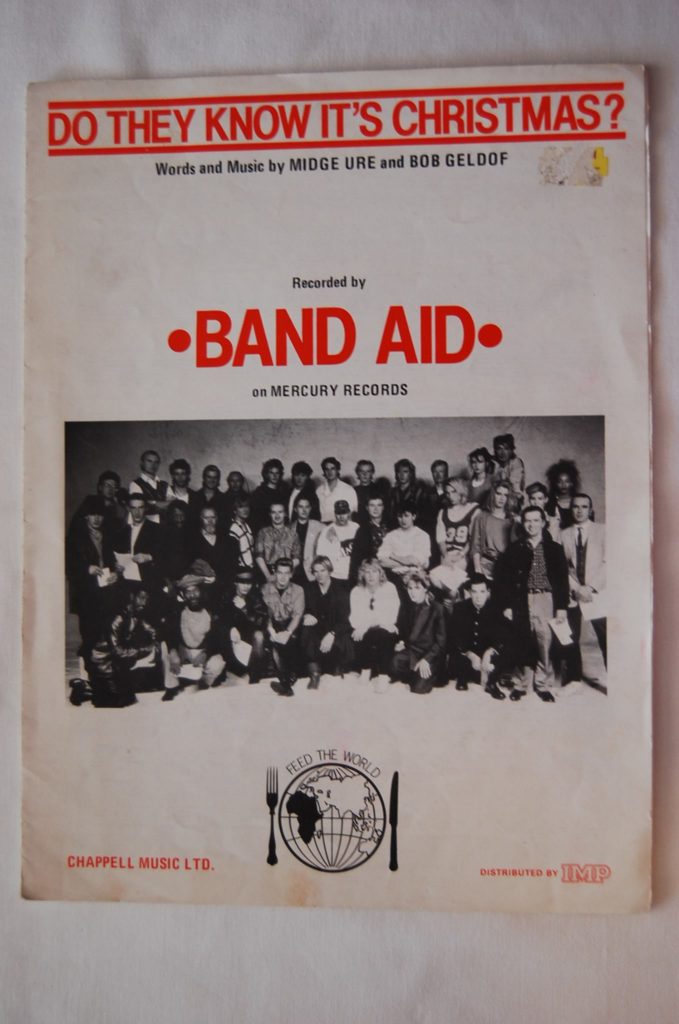 DO THEY KNOW IT'S CHRISTMAS?
Words and Music by MIDGE URE and BOB GELDOF
Recorded by
•BAND AID•
on MERCURY RECORDS
FEED THE WORLD
CHAPPELL MUSIC LTD.
DISTRIBUTED BY IMP